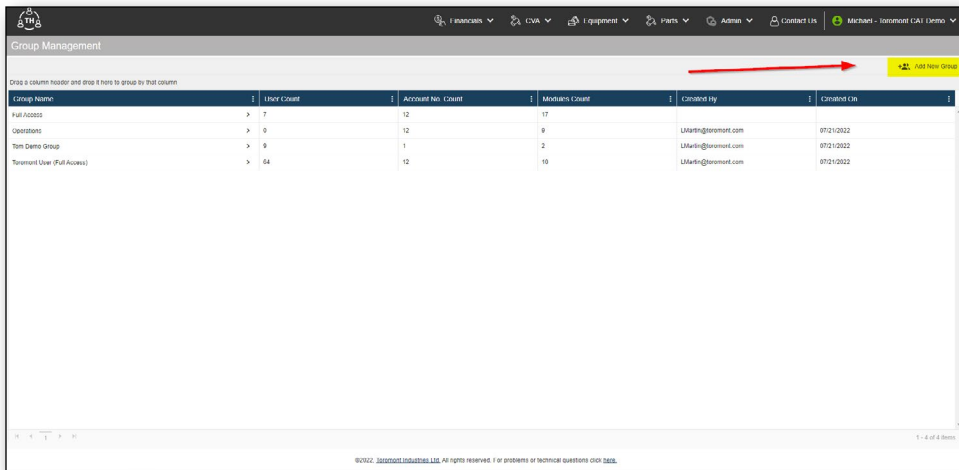 TH
Financials CVA Equipment Parts Admin Contact Us Michael - Toromont CAT Demo
Group Management
Add New Group
Drag a column header and drop it here to group by that column
Group Name User Count Account No. Count Modules Count Created By Created On
Full Access > 7 12 17
Operations > 0 12 9 LMartin@toromont.com 07/21/2022
Tom Demo Group > 9 1 2 LMartin@toromont.com 07/21/2022
Toromont User (Full Access) > 64 12 10 LMartin@toromont.com 07/21/2022
1
1 - 4 of 4 items
©2022, Toromont Industries Ltd. All rights reserved. For problems or technical questions click here.